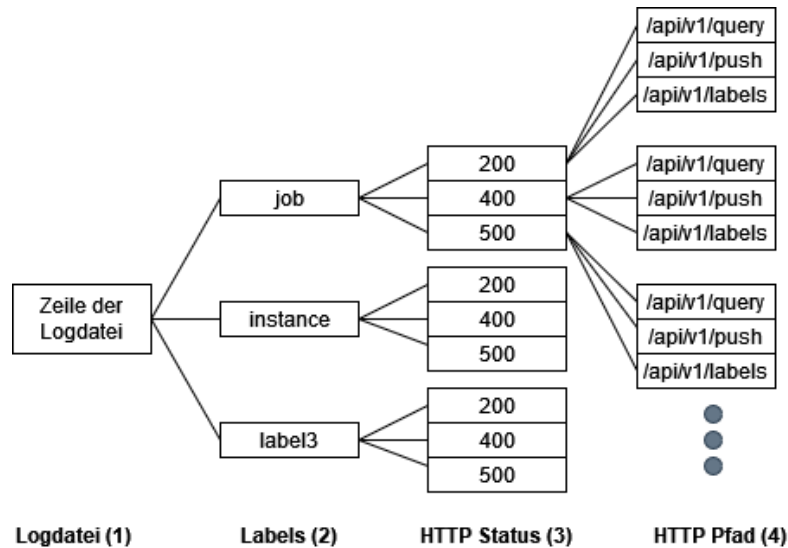 /api/v1/query
/api/v1/push
/api/v1/labels
200
400
500
/api/v1/query
/api/v1/push
/api/v1/labels
job
Zeile der
Logdatei
instance
200
400
500
/api/v1/query
/api/v1/push
/api/v1/labels
label3
200
400
500
Logdatei (1)
Labels (2)
HTTP Status (3)
HTTP Pfad (4)